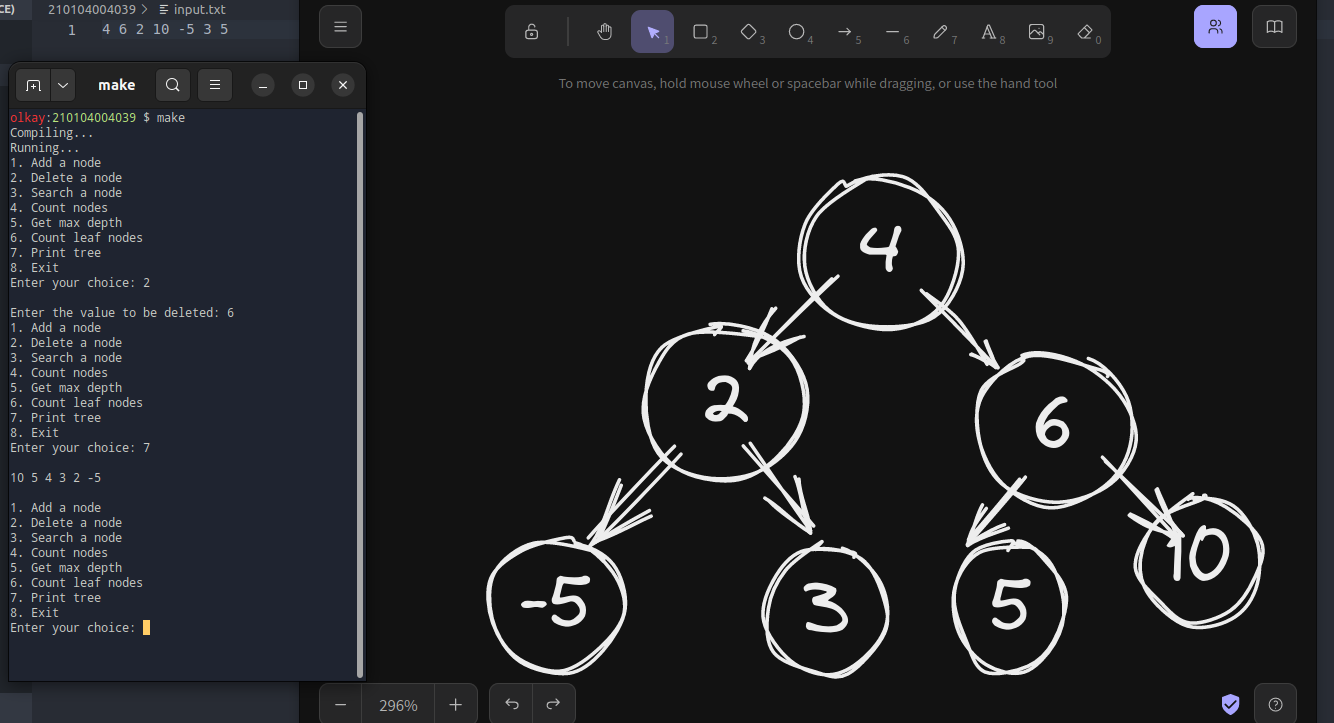 CE)
210104004039 > input.txt
1 4 6 2 10 -5 3 5
make
olkay:210104004039 $ make
Compiling...
Running...
1. Add a node
2. Delete a node
3. Search a node
4. Count nodes
5. Get max depth
6. Count leaf nodes
7. Print tree
8. Exit
Enter your choice: 2
Enter the value to be deleted: 6
1. Add a node
2. Delete a node
3. Search a node
4. Count nodes
5. Get max depth
6. Count leaf nodes
7. Print tree
8. Exit
Enter your choice: 7
10 5 4 3 2 -5
1. Add a node
2. Delete a node
3. Search a node
4. Count nodes
5. Get max depth
6. Count leaf nodes
7. Print tree
8. Exit
Enter your choice:
1 2 3 4 5 6 7 A 8 9 0
To move canvas, hold mouse wheel or spacebar while dragging, or use the hand tool
4
2
6
-5
3
5
10
− 296% +
?